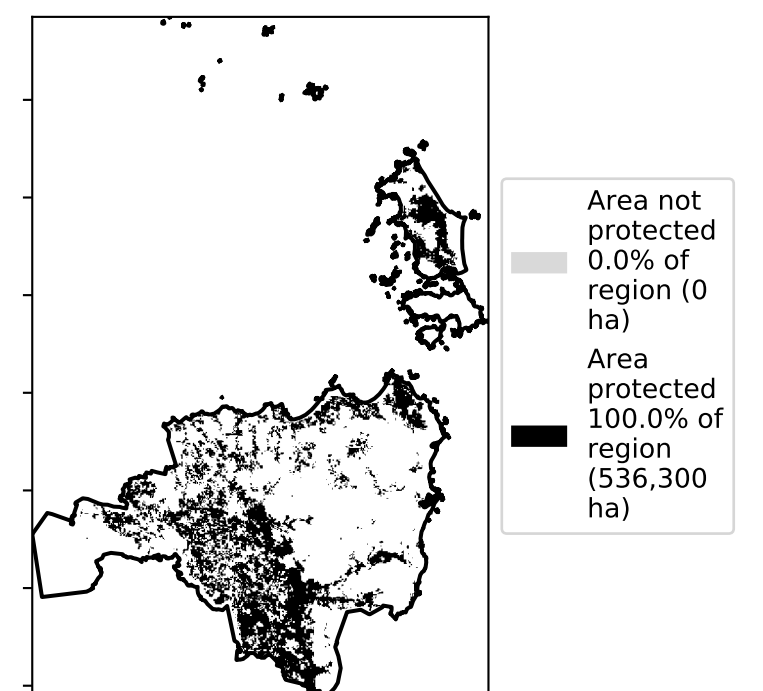 Area not
protected
0.0% of
region (0
ha)
Area
protected
100.0% of
region
(536,300
ha)